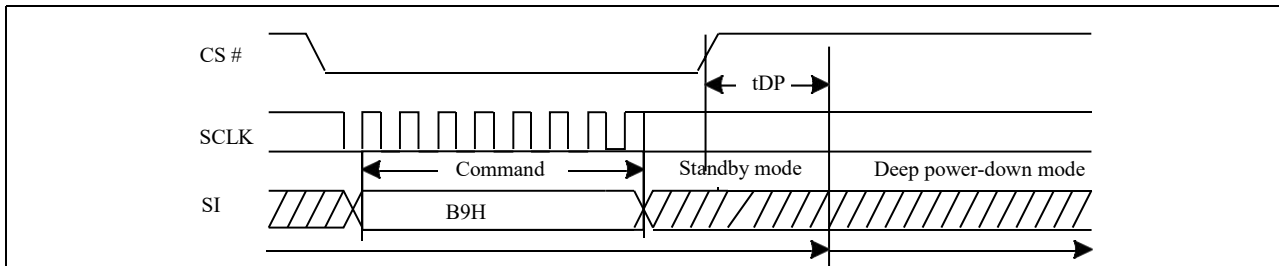 CS #
tDP
SCLK
Command
Standby mode
Deep power-down mode
SI
B9H